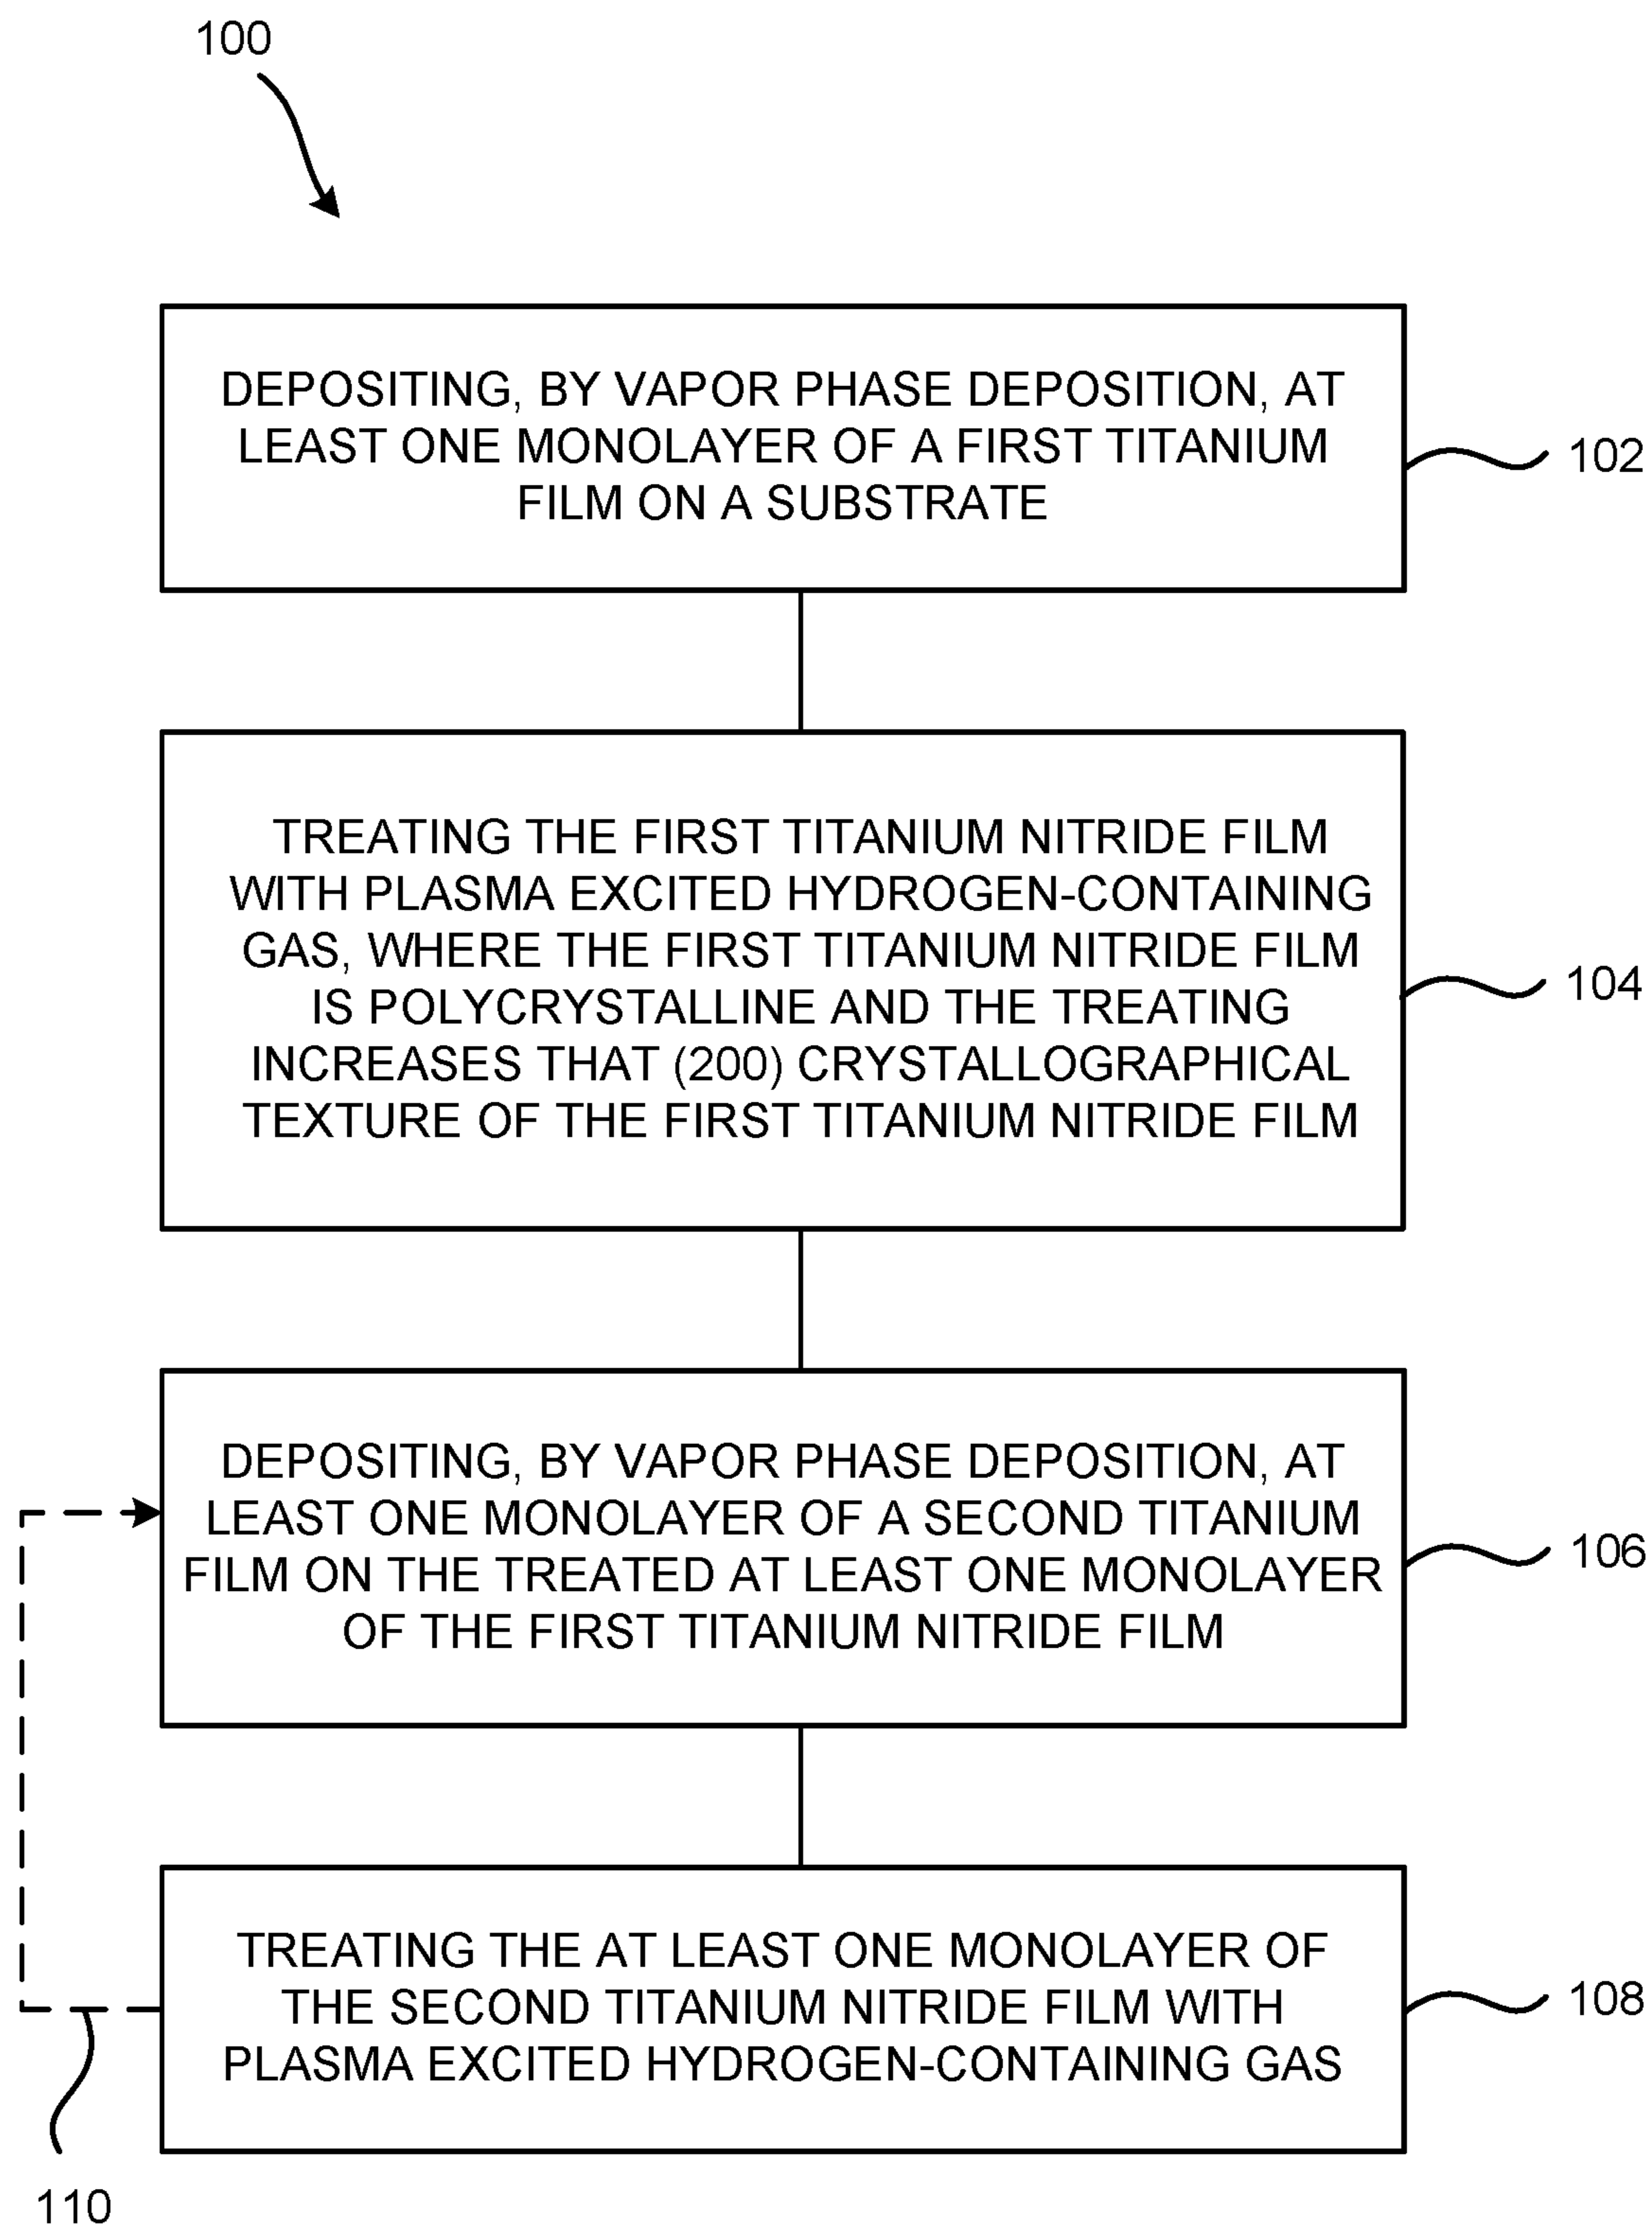 100
DEPOSITING, BY VAPOR PHASE DEPOSITION, AT
LEAST ONE MONOLAYER OF A FIRST TITANIUM
FILM ON A SUBSTRATE
102
TREATING THE FIRST TITANIUM NITRIDE FILM
WITH PLASMA EXCITED HYDROGEN-CONTAINING
GAS, WHERE THE FIRST TITANIUM NITRIDE FILM
IS POLYCRYSTALLINE AND THE TREATING
INCREASES THAT (200) CRYSTALLOGRAPHICAL
TEXTURE OF THE FIRST TITANIUM NITRIDE FILM
104
DEPOSITING, BY VAPOR PHASE DEPOSITION, AT
LEAST ONE MONOLAYER OF A SECOND TITANIUM
FILM ON THE TREATED AT LEAST ONE MONOLAYER
OF THE FIRST TITANIUM NITRIDE FILM
106
TREATING THE AT LEAST ONE MONOLAYER OF
THE SECOND TITANIUM NITRIDE FILM WITH
PLASMA EXCITED HYDROGEN-CONTAINING GAS
108
110